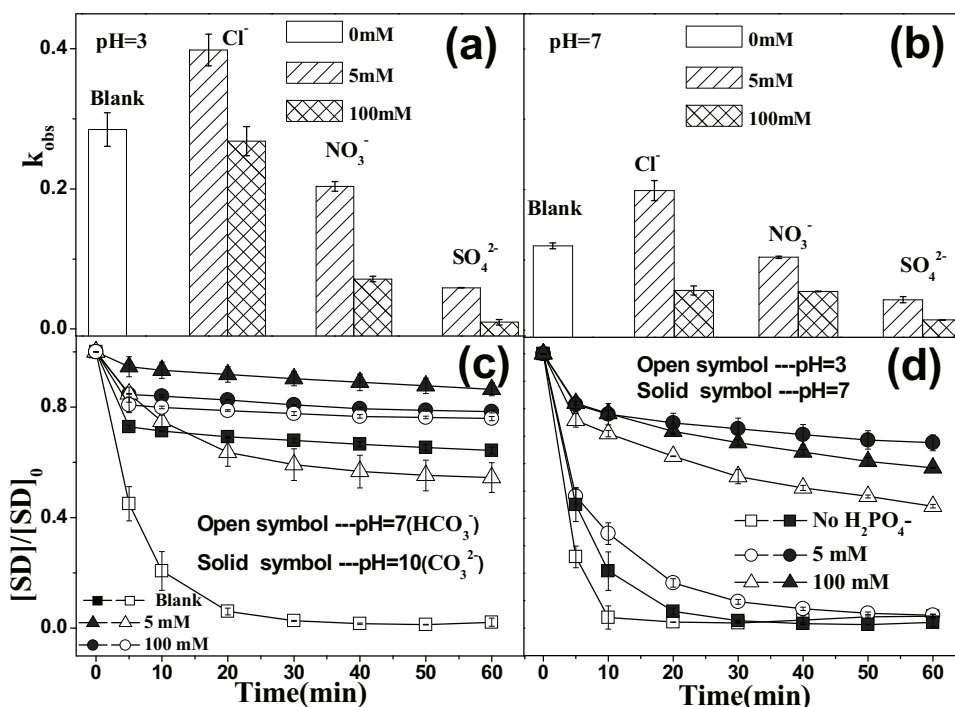 pH=3
Cl⁻
0mM
5mM
100mM
(a)
Blank
NO₃⁻
SO₄²⁻
k_obs
0.4
0.2
0.0
pH=7
0mM
5mM
100mM
(b)
Cl⁻
Blank
NO₃⁻
SO₄²⁻
(c)
0.8
0.4
0.0
[SD]/[SD]₀
Open symbol ---pH=7(HCO₃⁻)
Solid symbol ---pH=10(CO₃²⁻)
Blank
5 mM
100 mM
0 10 20 30 40 50 60
Time(min)
(d)
Open symbol ---pH=3
Solid symbol ---pH=7
No H₂PO₄-
5 mM
100 mM
0 10 20 30 40 50 60
Time(min)